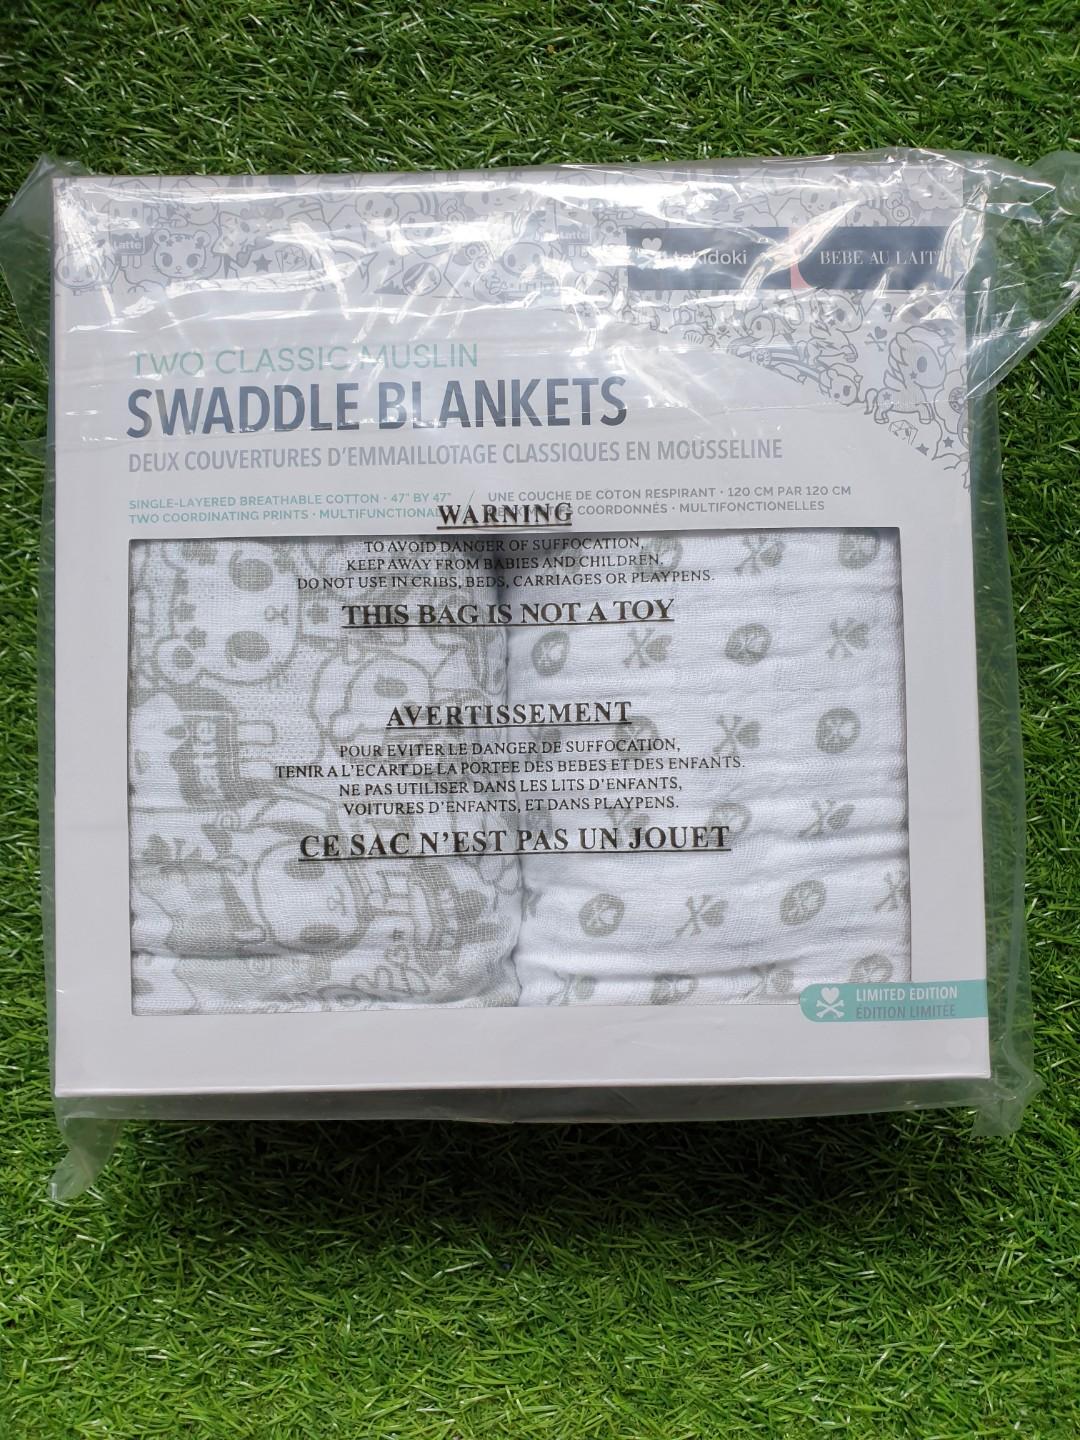 Latte
Latte
tokidoki
BEBE AU LAIT
TWO CLASSIC MUSLIN
SWADDLE BLANKETS
DEUX COUVERTURES D'EMMAILLOTAGE CLASSIQUES EN MOUSSELINE
SINGLE-LAYERED BREATHABLE COTTON · 47" BY 47" / UNE COUCHE DE COTON RESPIRANT · 120 CM PAR 120 CM
TWO COORDINATING PRINTS · MULTIFUNCTIONAL COORDONNÉS · MULTIFONCTIONELLES
WARNING
TO AVOID DANGER OF SUFFOCATION,
KEEP AWAY FROM BABIES AND CHILDREN.
DO NOT USE IN CRIBS, BEDS, CARRIAGES OR PLAYPENS.
THIS BAG IS NOT A TOY
AVERTISSEMENT
POUR EVITER LE DANGER DE SUFFOCATION,
TENIR A L'ECART DE LA PORTEE DES BEBES ET DES ENFANTS.
NE PAS UTILISER DANS LES LITS D'ENFANTS,
VOITURES D'ENFANTS, ET DANS PLAYPENS.
CE SAC N'EST PAS UN JOUET
LIMITED EDITION
EDITION LIMITÉE